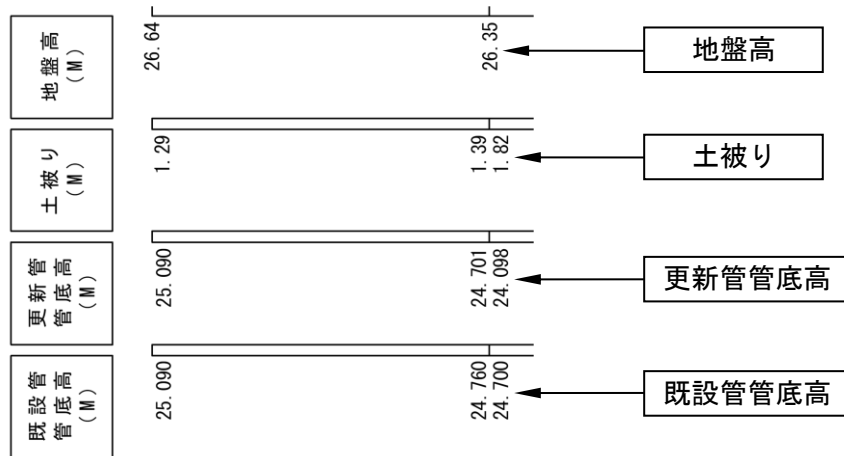 地盤高
(M)
26.64
26.35
地盤高
土被り
(M)
1.29
1.39
1.82
土被り
更新管
管底高
(M)
25.090
24.701
24.098
更新管管底高
既設管
管底高
(M)
25.090
24.760
24.700
既設管管底高